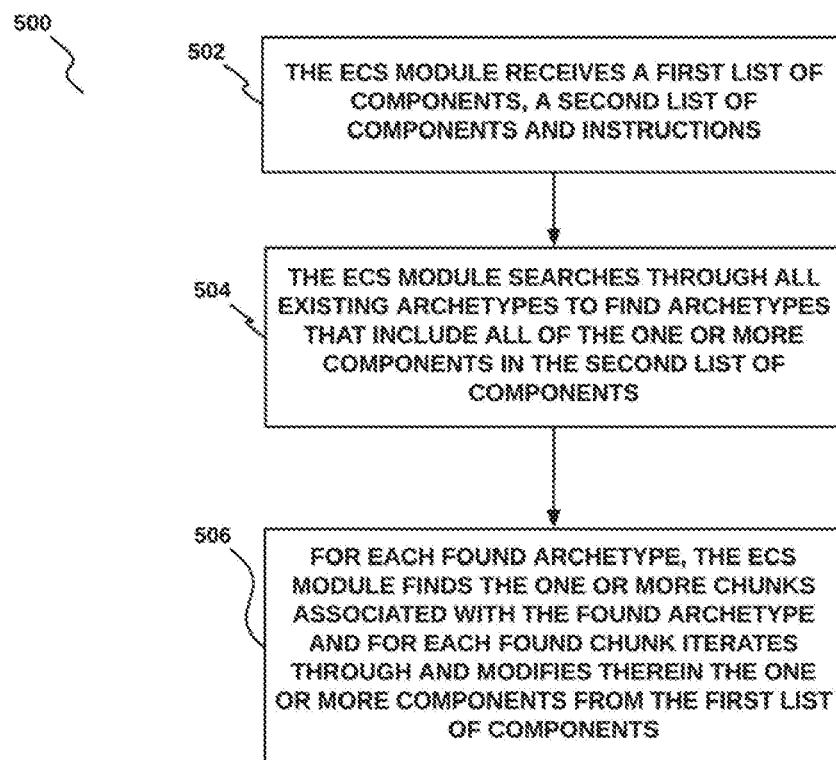 500
502
THE ECS MODULE RECEIVES A FIRST LIST OF
COMPONENTS, A SECOND LIST OF
COMPONENTS AND INSTRUCTIONS
504
THE ECS MODULE SEARCHES THROUGH ALL
EXISTING ARCHETYPES TO FIND ARCHETYPES
THAT INCLUDE ALL OF THE ONE OR MORE
COMPONENTS IN THE SECOND LIST OF
COMPONENTS
506
FOR EACH FOUND ARCHETYPE, THE ECS
MODULE FINDS THE ONE OR MORE CHUNKS
ASSOCIATED WITH THE FOUND ARCHETYPE
AND FOR EACH FOUND CHUNK ITERATES
THROUGH AND MODIFIES THEREIN THE ONE
OR MORE COMPONENTS FROM THE FIRST LIST
OF COMPONENTS